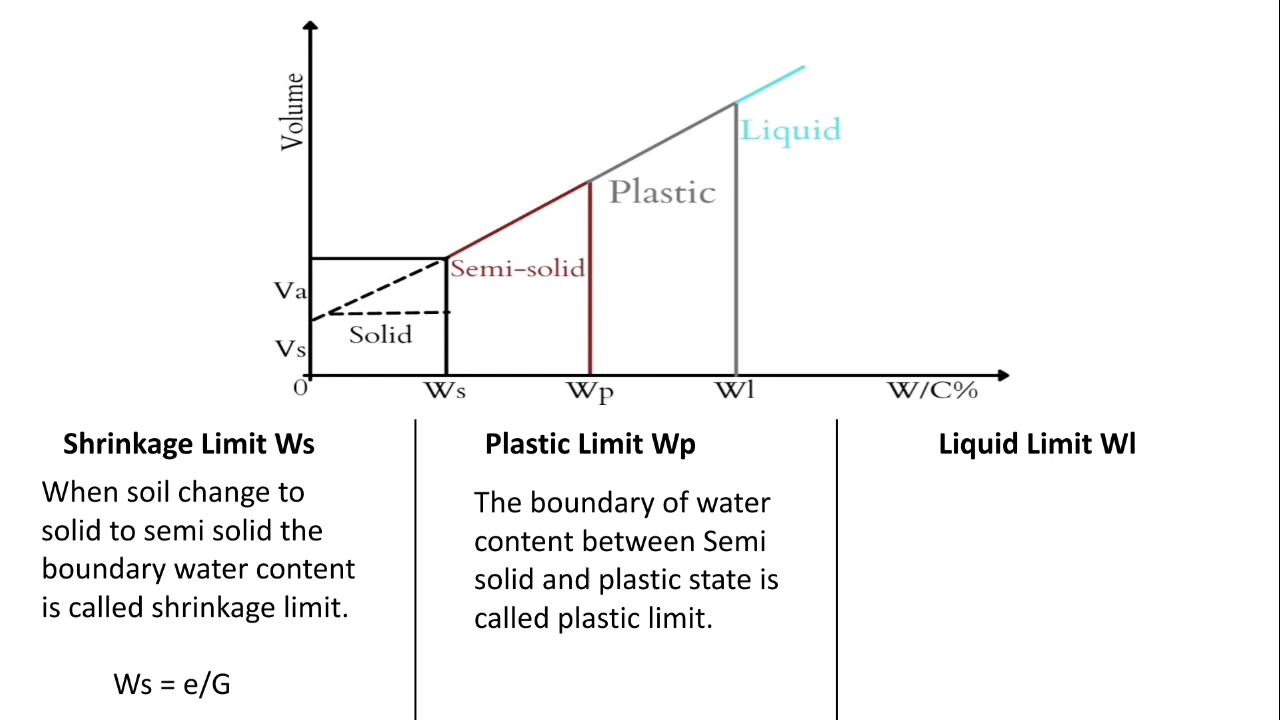 Volume
Liquid
Plastic
Semi-solid
Va
Solid
Vs
0
Ws
Wp
Wl
W/C%
Shrinkage Limit Ws
When soil change to
solid to semi solid the
boundary water content
is called shrinkage limit.
Ws = e/G
Plastic Limit Wp
The boundary of water
content between Semi
solid and plastic state is
called plastic limit.
Liquid Limit Wl